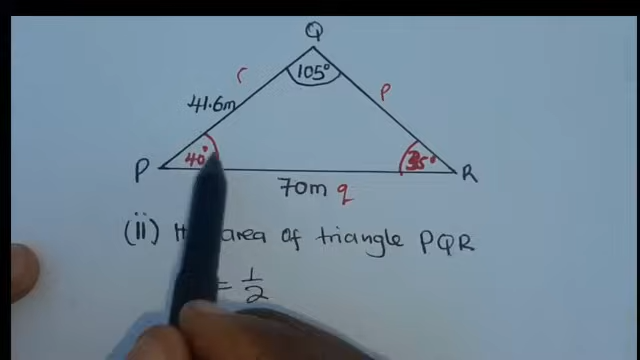 Q
105°
r
p
41.6m
40°
35°
P
R
70m q
(ii) area of triangle PQR
= 1/2